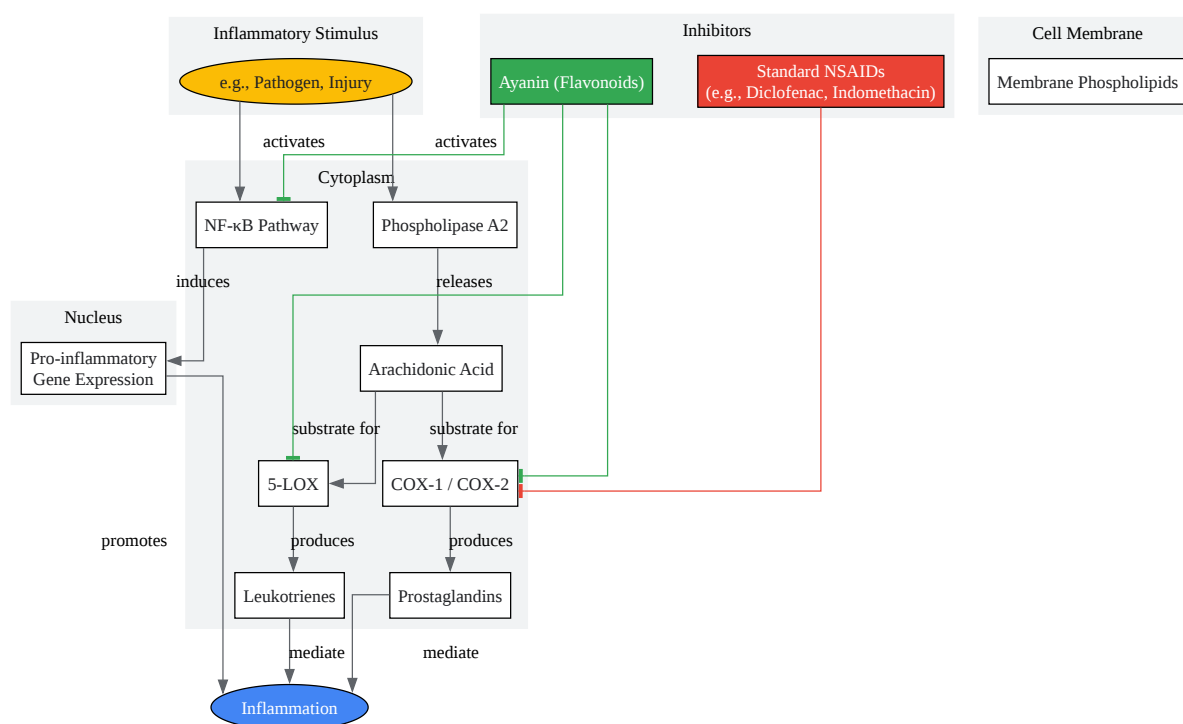 Inflammatory Stimulus
Inhibitors
Cell Membrane
e.g., Pathogen, Injury
Ayanin (Flavonoids)
Standard NSAIDs
(e.g., Diclofenac, Indomethacin)
Membrane Phospholipids
activates
activates
Cytoplasm
NF-κB Pathway
Phospholipase A2
induces
releases
Nucleus
Pro-inflammatory
Gene Expression
Arachidonic Acid
substrate for
substrate for
5-LOX
COX-1 / COX-2
promotes
produces
produces
Leukotrienes
Prostaglandins
mediate
mediate
Inflammation